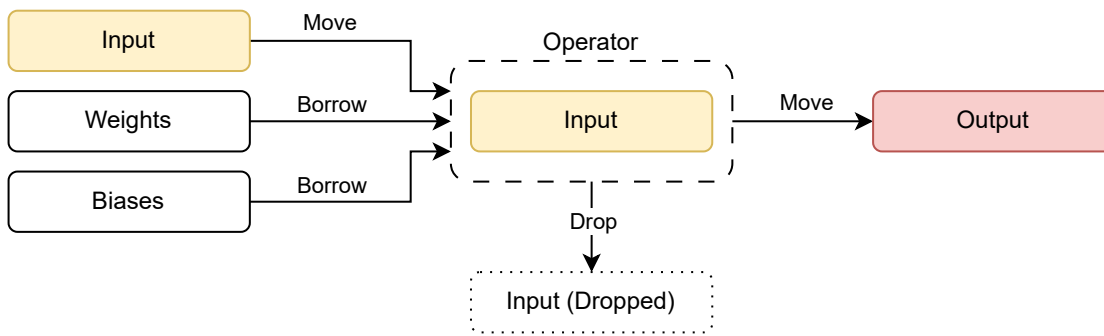 Input
Move
Weights
Borrow
Biases
Borrow
Operator
Input
Move
Output
Drop
Input (Dropped)